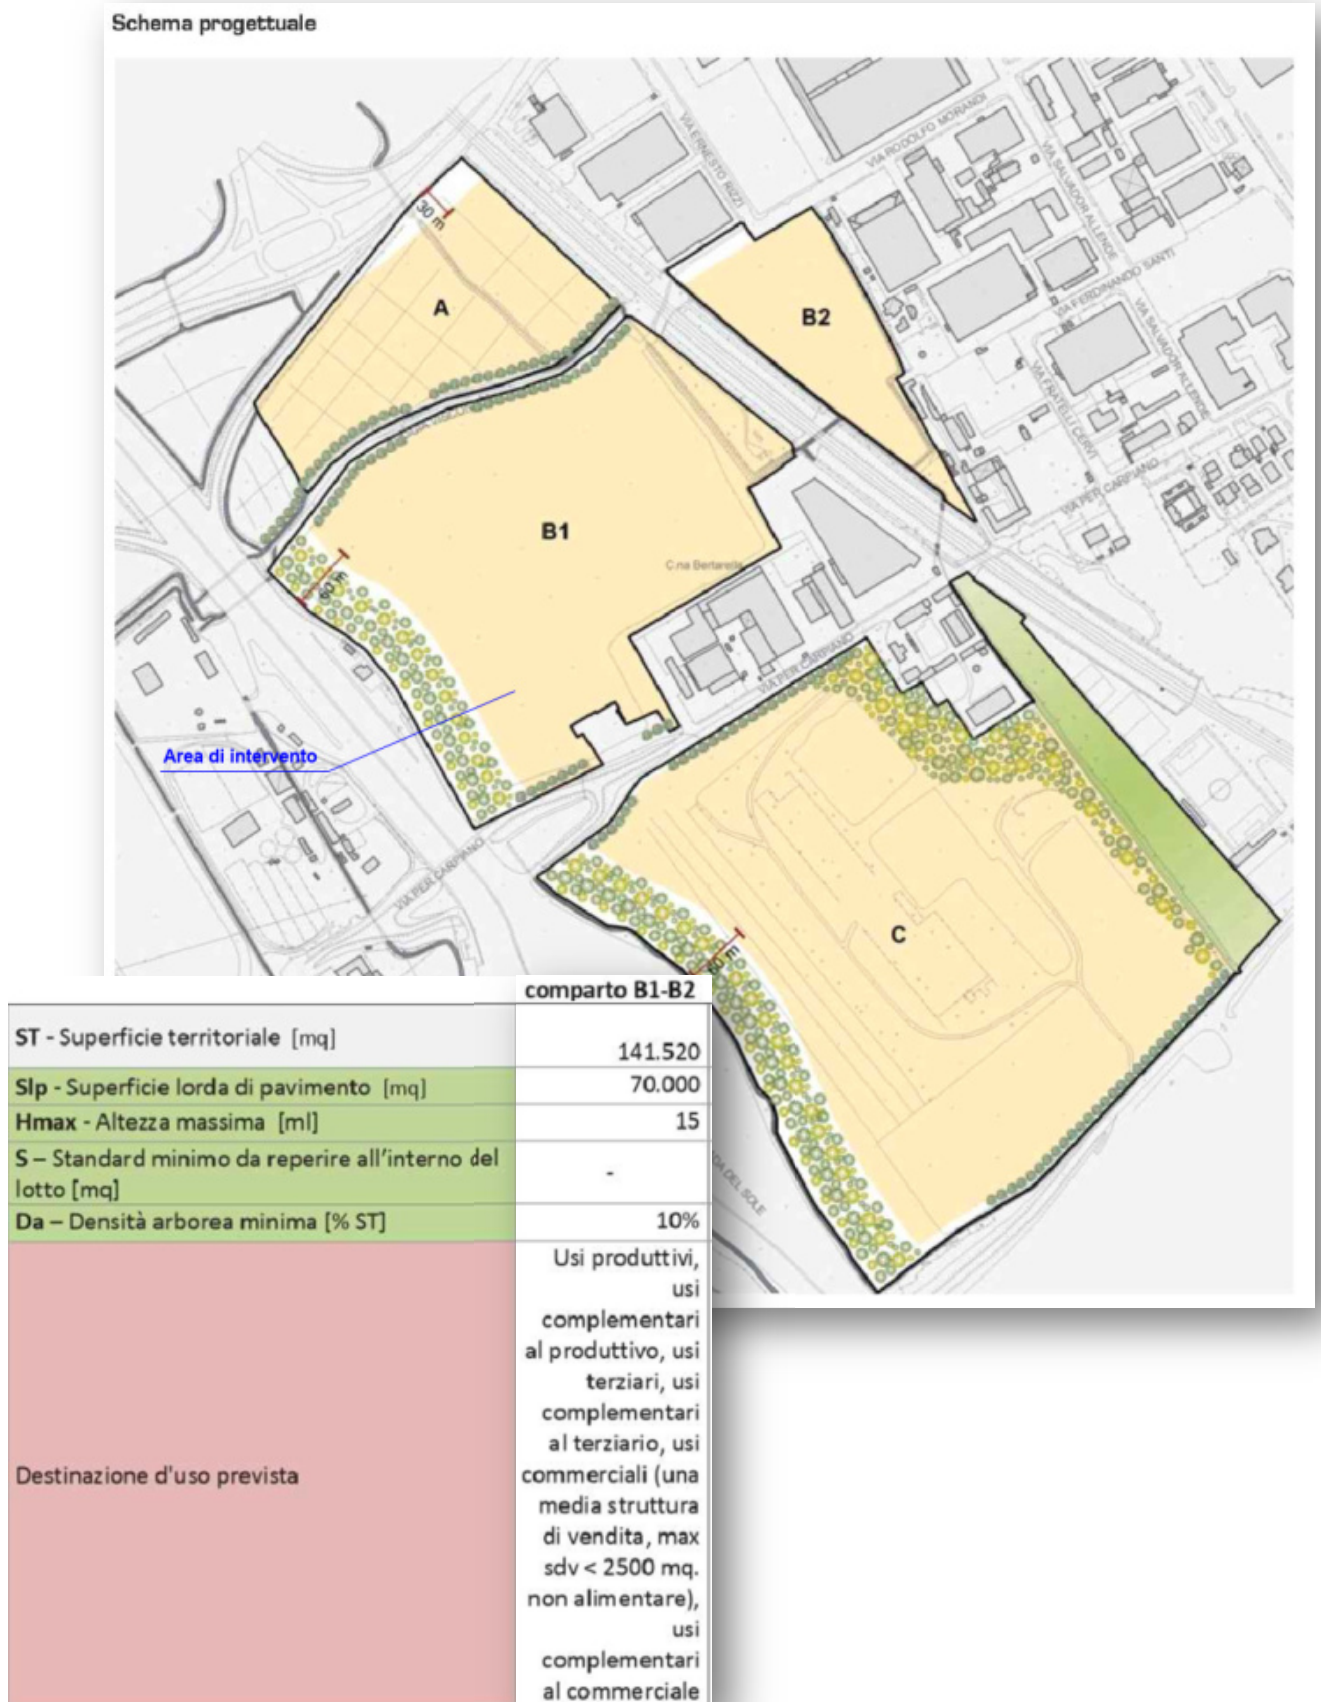 Schema progettuale
VIA ERNESTO RIZZI
VIA RODOLFO MORANDI
VIA SALVADOR ALLENDE
VIA FERDINANDO SANTI
VIA SALVADOR ALLENDE
VIA FRATELLI CERVI
VIA PER CARPIANO
30 m
A
B2
B1
60 m
C.na Bertarella
VIA PER CARPIANO
Area di intervento
VIA PER CARPIANO
C
60 m
DEL SOLE
comparto B1-B2
ST - Superficie territoriale [mq]
141.520
Slp - Superficie lorda di pavimento [mq]
70.000
Hmax - Altezza massima [ml]
15
S – Standard minimo da reperire all'interno del
lotto [mq]
-
Da – Densità arborea minima [% ST]
10%
Destinazione d'uso prevista
Usi produttivi,
usi
complementari
al produttivo, usi
terziari, usi
complementari
al terziario, usi
commerciali (una
media struttura
di vendita, max
sdv < 2500 mq.
non alimentare),
usi
complementari
al commerciale